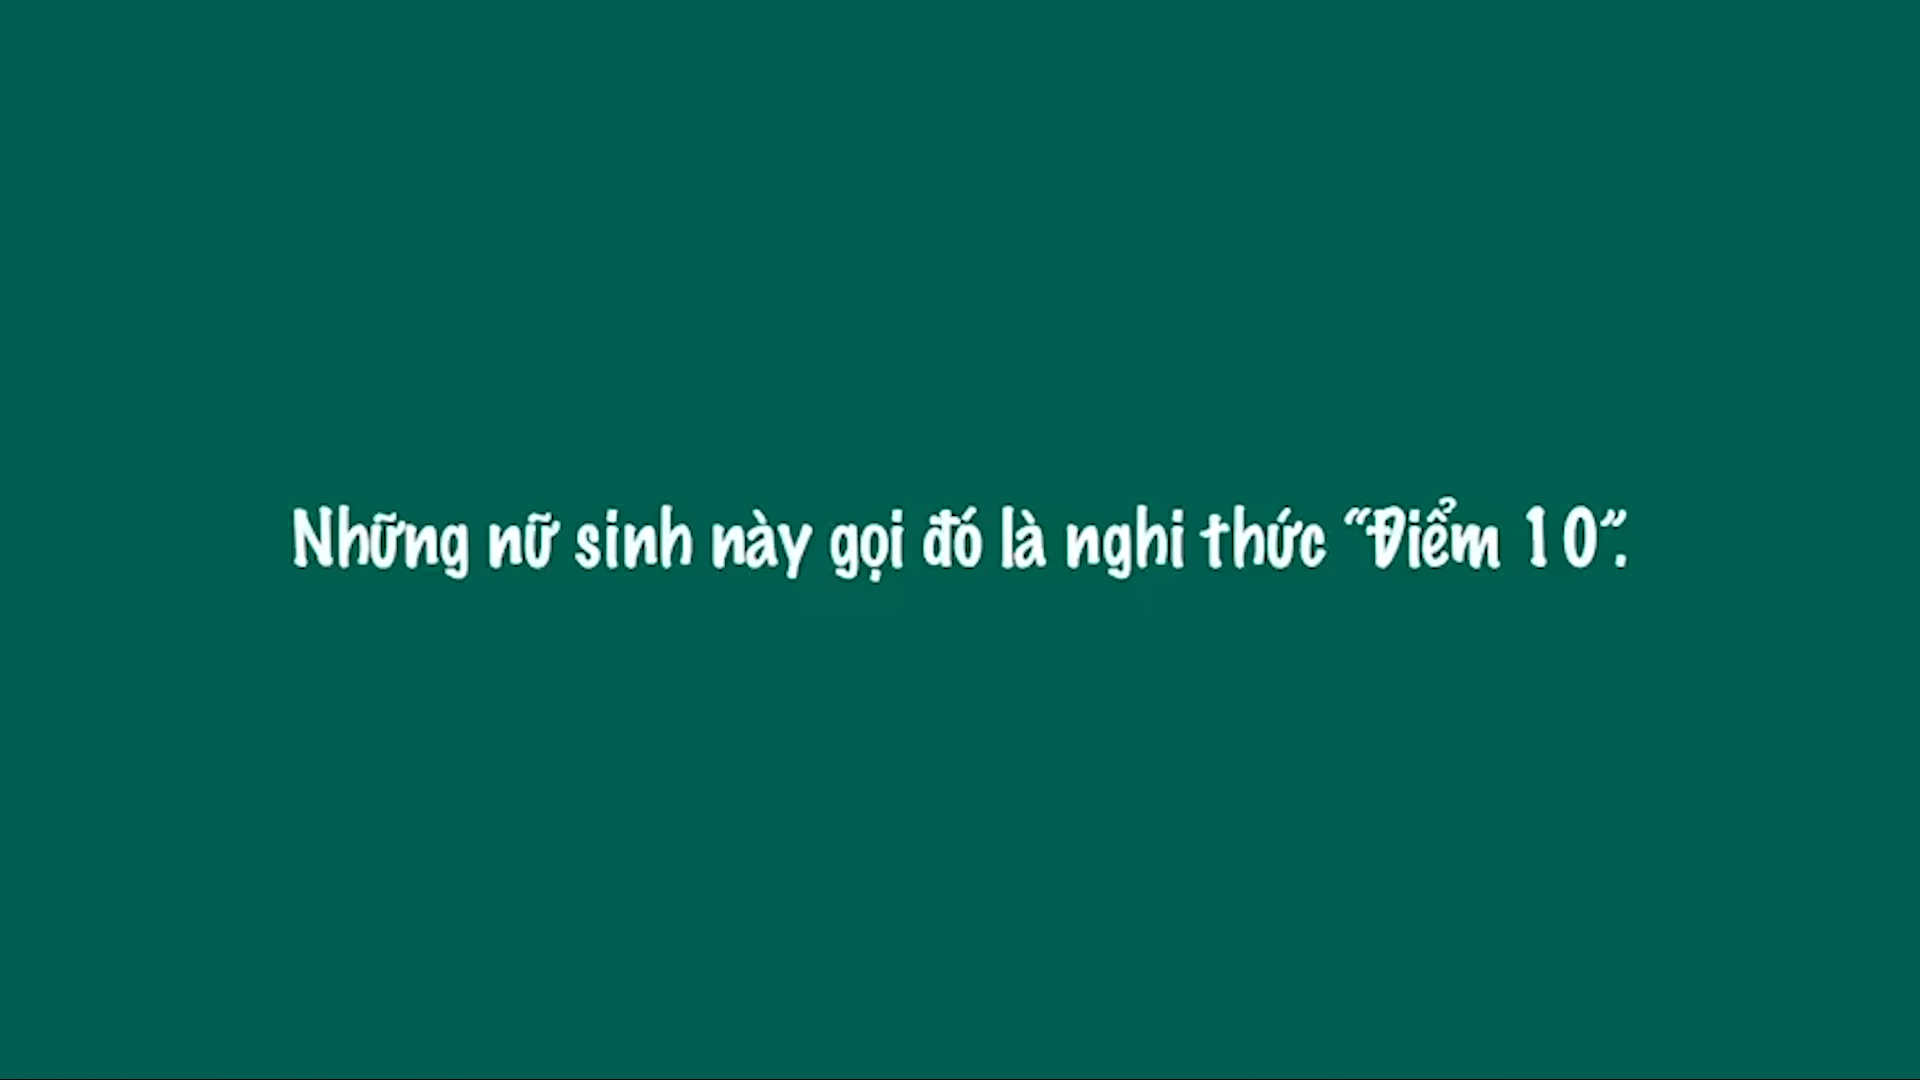 Những nữ sinh này gọi đó là nghi thức “Điểm 10”.